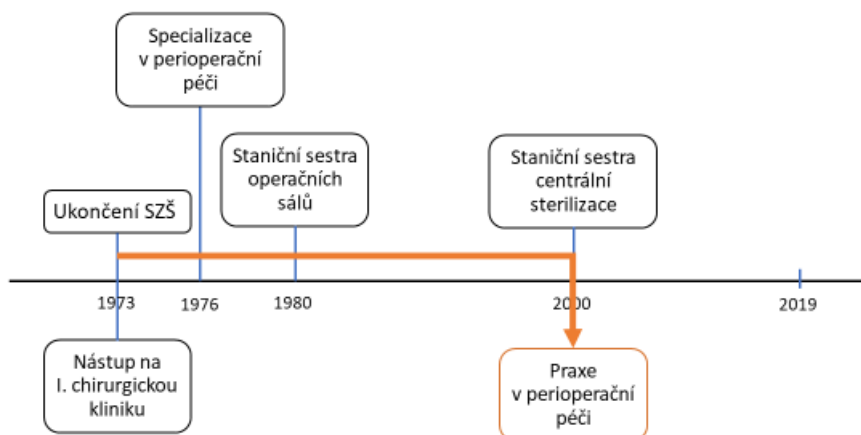 Specializace
v perioperační
péči
Staniční sestra
operačních
sálů
Staniční sestra
centrální
sterilizace
Ukončení SZŠ
1973
1976
1980
2000
2019
Nástup na
I. chirurgickou
kliniku
Praxe
v perioperační
péči